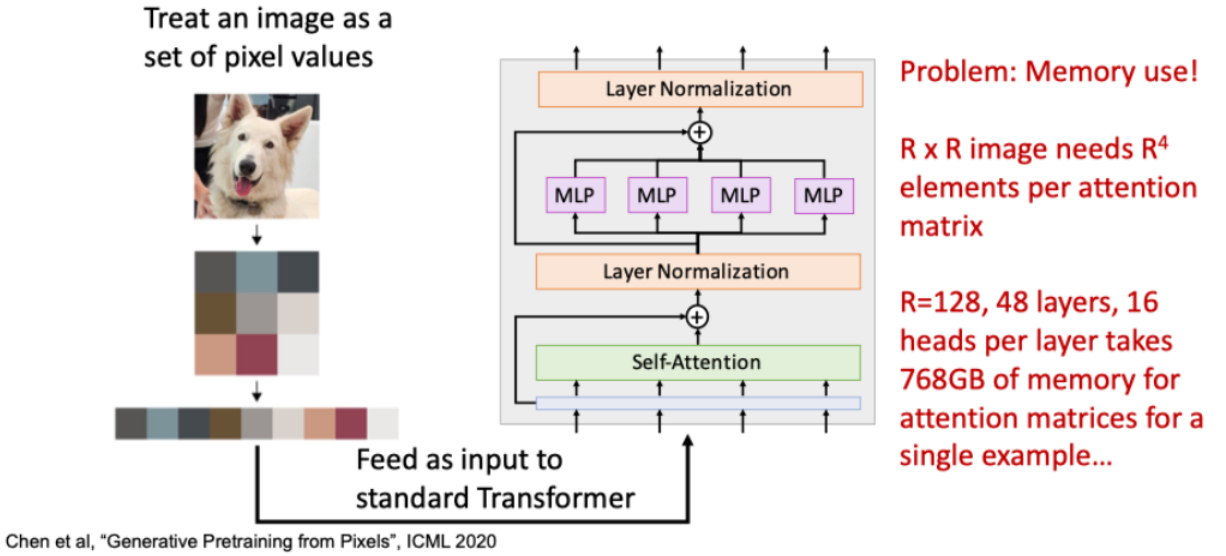 Treat an image as a
set of pixel values
Feed as input to
standard Transformer
Layer Normalization
MLP
MLP
MLP
MLP
Layer Normalization
Self-Attention
Problem: Memory use!
R x R image needs R⁴
elements per attention
matrix
R=128, 48 layers, 16
heads per layer takes
768GB of memory for
attention matrices for a
single example...
Chen et al, “Generative Pretraining from Pixels”, ICML 2020